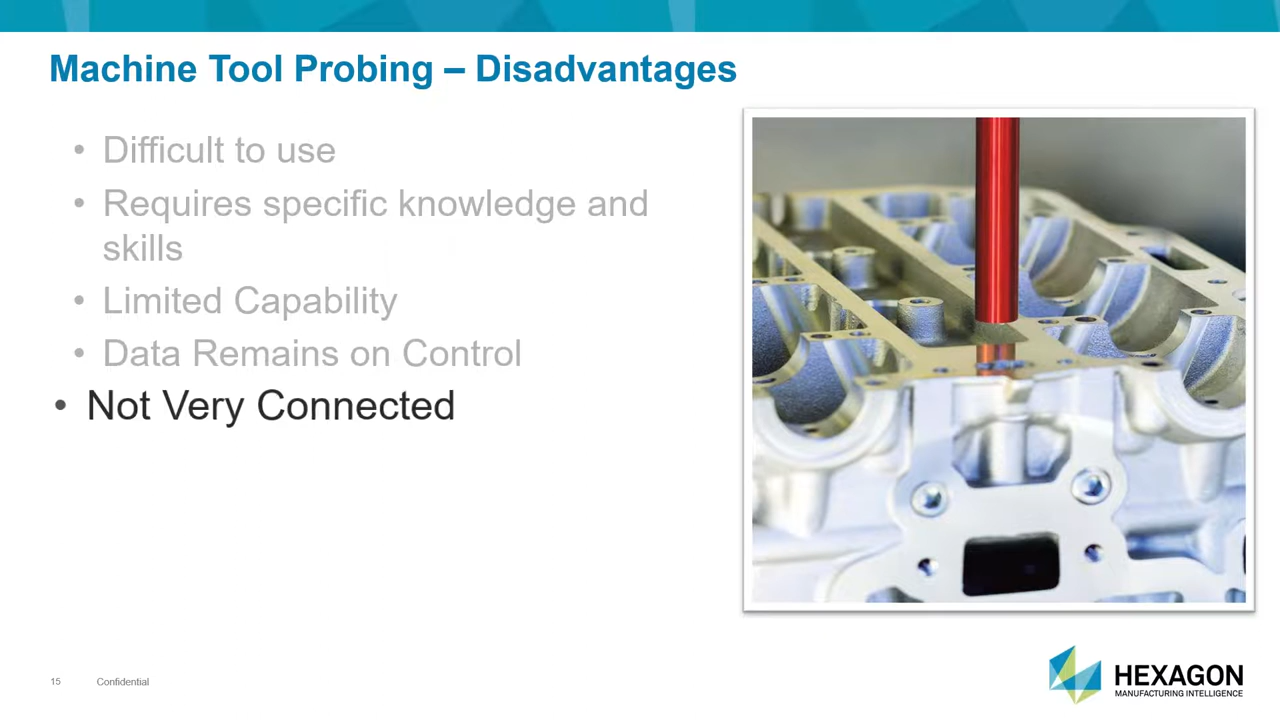 Machine Tool Probing – Disadvantages
• Difficult to use
• Requires specific knowledge and
skills
• Limited Capability
• Data Remains on Control
• Not Very Connected
15 Confidential
HEXAGON
MANUFACTURING INTELLIGENCE